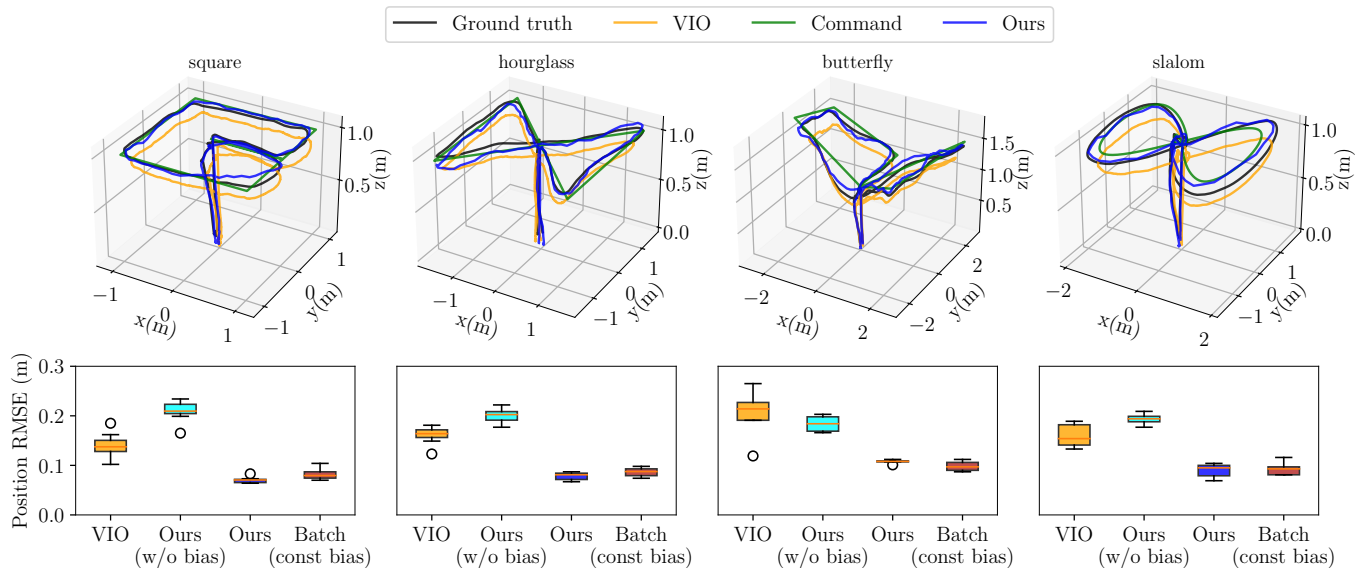 Ground truth VIO Command Ours
square hourglass butterfly slalom
1.0 0.5 z(m) −1 0 1 x(m) −1 0 1 y(m)
1.0 0.5 0.0 z(m) −1 0 1 x(m) −1 0 1 y(m)
1.5 1.0 0.5 z(m) −2 0 2 x(m) −2 0 2 y(m)
1.0 0.5 0.0 z(m) −2 0 2 x(m) −1 0 1 y(m)
Position RMSE (m)
0.3
0.2
0.1
0.0
VIO Ours Ours Batch VIO Ours Ours Batch VIO Ours Ours Batch VIO Ours Ours Batch
(w/o bias) (const bias) (w/o bias) (const bias) (w/o bias) (const bias) (w/o bias) (const bias)